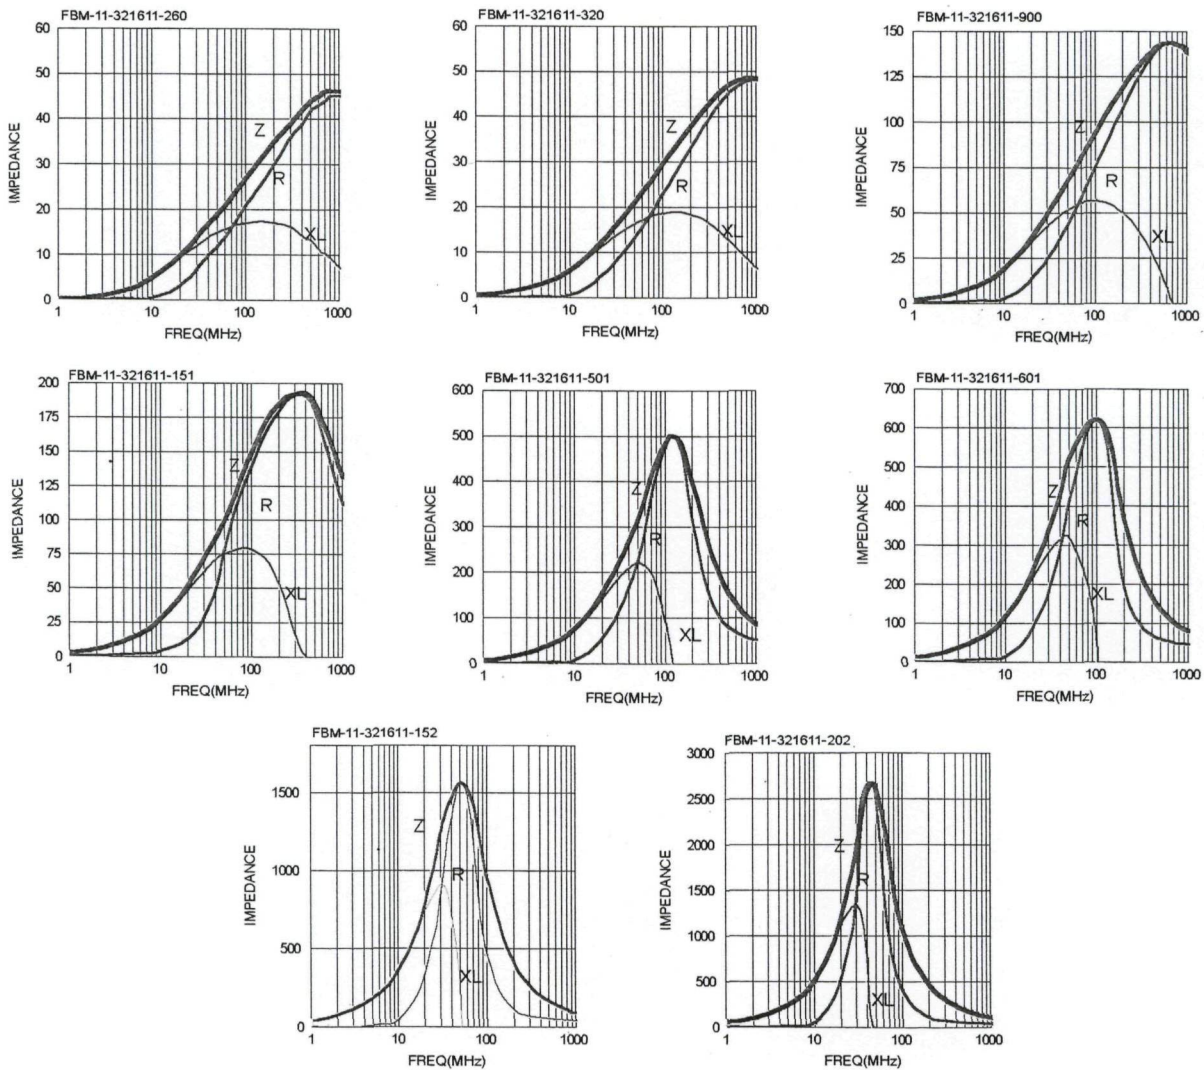 FBM-11-321611-260
60
50
40
30
20
10
0
IMPEDANCE
Z
R
XL
1 10 100 1000
FREQ(MHz)
FBM-11-321611-320
60
50
40
30
20
10
0
IMPEDANCE
Z
R
XL
1 10 100 1000
FREQ(MHz)
FBM-11-321611-900
150
125
100
75
50
25
0
IMPEDANCE
Z
R
XL
1 10 100 1000
FREQ(MHz)
FBM-11-321611-151
200
175
150
125
100
75
50
25
0
IMPEDANCE
Z
R
XL
1 10 100 1000
FREQ(MHz)
FBM-11-321611-501
600
500
400
300
200
100
0
IMPEDANCE
Z
R
XL
1 10 100 1000
FREQ(MHz)
FBM-11-321611-601
700
600
500
400
300
200
100
0
IMPEDANCE
Z
R
XL
1 10 100 1000
FREQ(MHz)
FBM-11-321611-152
1500
1000
500
0
IMPEDANCE
Z
R
XL
1 10 100 1000
FREQ(MHz)
FBM-11-321611-202
3000
2500
2000
1500
1000
500
0
IMPEDANCE
Z
R
XL
1 10 100 1000
FREQ(MHz)